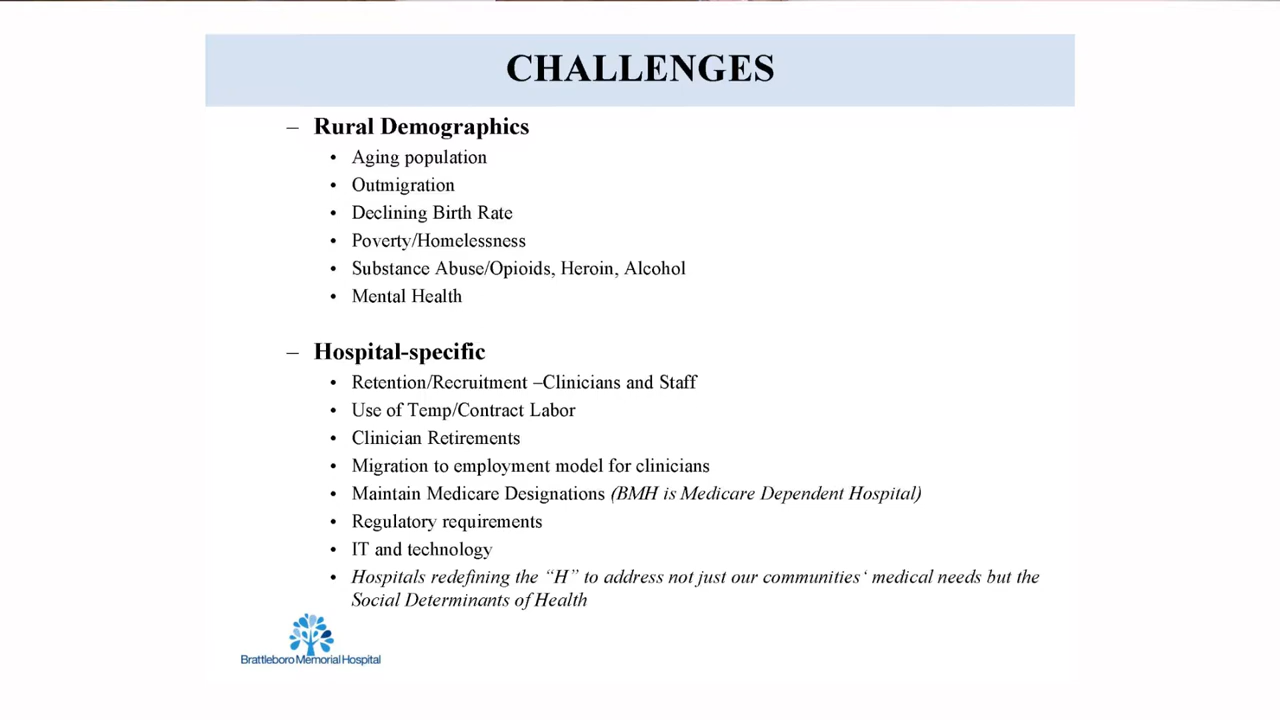 CHALLENGES
– Rural Demographics
• Aging population
• Outmigration
• Declining Birth Rate
• Poverty/Homelessness
• Substance Abuse/Opioids, Heroin, Alcohol
• Mental Health
– Hospital-specific
• Retention/Recruitment –Clinicians and Staff
• Use of Temp/Contract Labor
• Clinician Retirements
• Migration to employment model for clinicians
• Maintain Medicare Designations (BMH is Medicare Dependent Hospital)
• Regulatory requirements
• IT and technology
• Hospitals redefining the “H” to address not just our communities‘ medical needs but the
Social Determinants of Health
Brattleboro Memorial Hospital